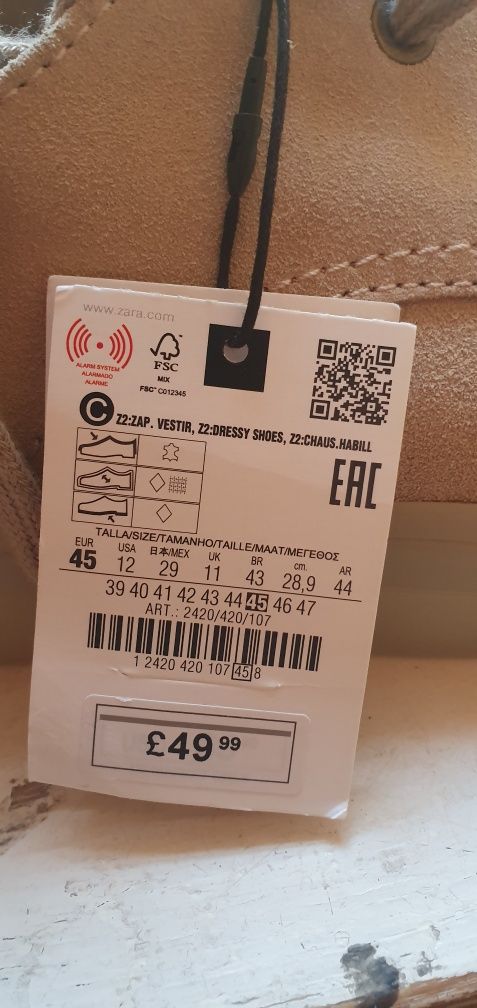 www.zara.com
ALARM SYSTEM
ALARMADO
ALARME
FSC
MIX
FSC™ C012345
C Z2:ZAP. VESTIR, Z2:DRESSY SHOES, Z2:CHAUS.HABILL
EAC
TALLA/SIZE/TAMANHO/TAILLE/MAAT/ΜΕΓΕΘΟΣ
EUR USA 日本/MEX UK BR cm. AR
45 12 29 11 43 28,9 44
39 40 41 42 43 44 45 46 47
ART.: 2420/420/107
1 2420 420 107 45 8
£49 99